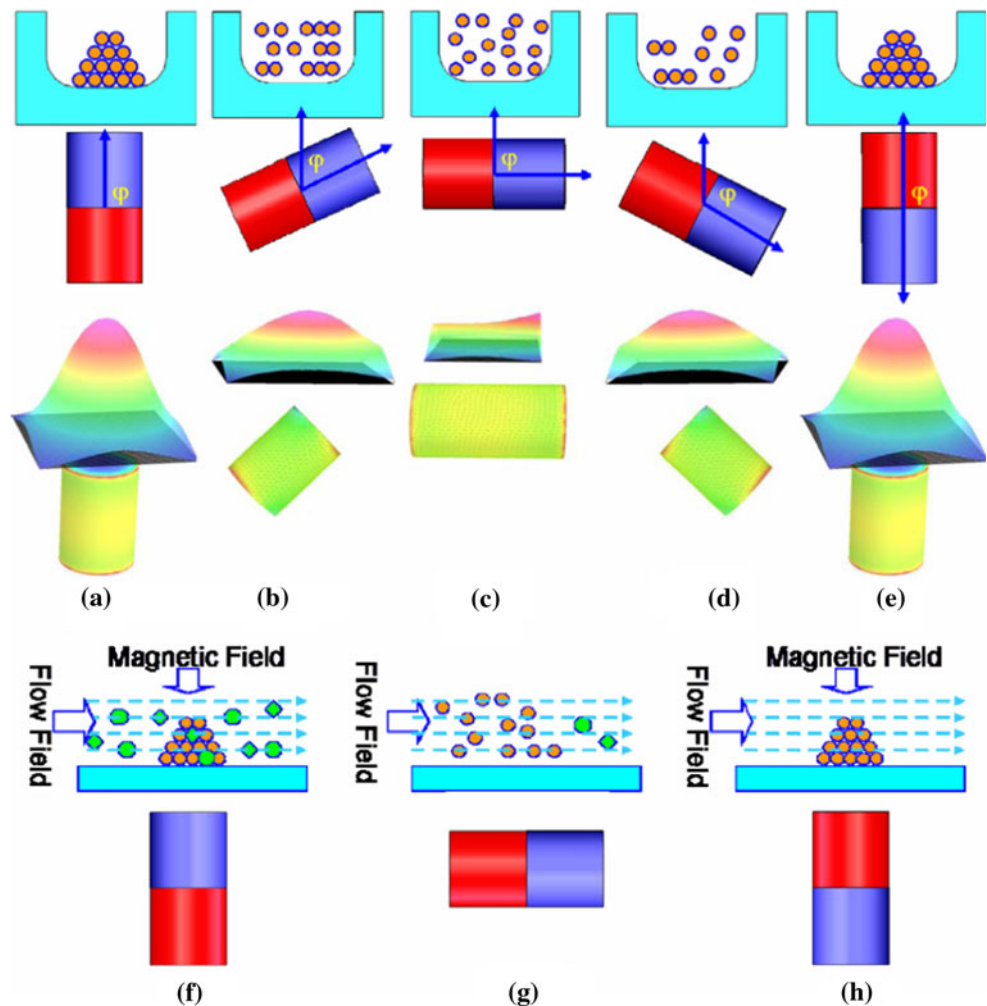 φ
φ
φ
φ
φ
(a)
(b)
(c)
(d)
(e)
Magnetic Field
Flow Field
Flow Field
Magnetic Field
Flow Field
(f)
(g)
(h)